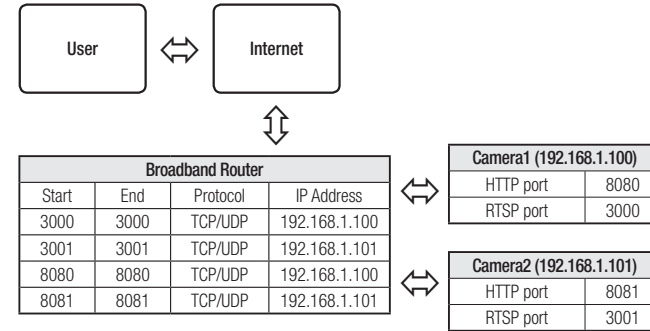 User
Internet
Broadband Router
Start End Protocol IP Address
3000 3000 TCP/UDP 192.168.1.100
3001 3001 TCP/UDP 192.168.1.101
8080 8080 TCP/UDP 192.168.1.100
8081 8081 TCP/UDP 192.168.1.101
Camera1 (192.168.1.100)
HTTP port 8080
RTSP port 3000
Camera2 (192.168.1.101)
HTTP port 8081
RTSP port 3001